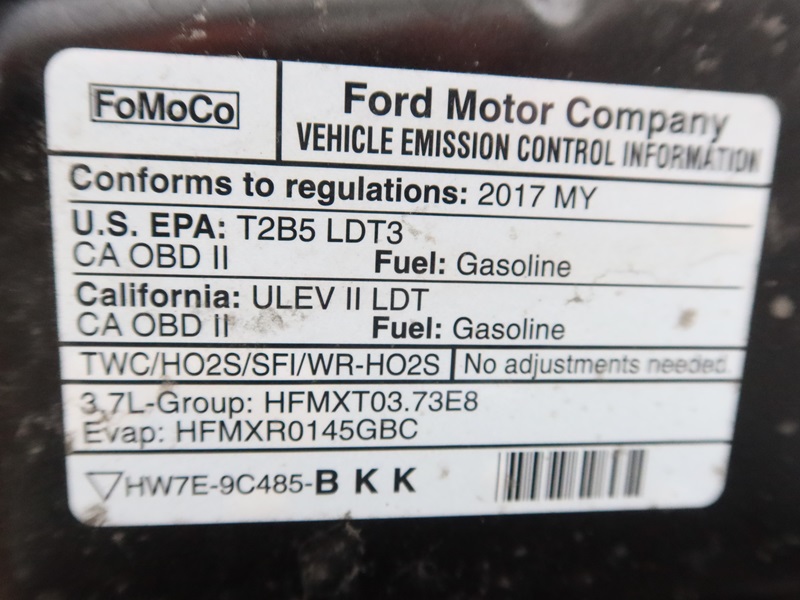 FoMoCo
Ford Motor Company
VEHICLE EMISSION CONTROL INFORMATION
Conforms to regulations: 2017 MY
U.S. EPA: T2B5 LDT3
CA OBD II Fuel: Gasoline
California: ULEV II LDT
CA OBD II Fuel: Gasoline
TWC/HO2S/SFI/WR-HO2S No adjustments needed.
3.7L-Group: HFMXT03.73E8
Evap: HFMXR0145GBC
HW7E-9C485-B K K